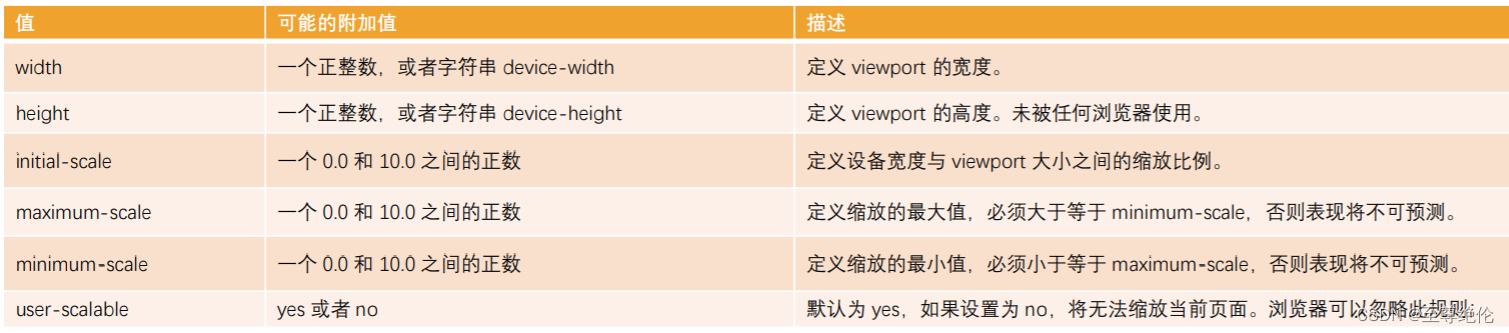 值 可能的附加值 描述
width 一个正整数，或者字符串 device-width 定义 viewport 的宽度。
height 一个正整数，或者字符串 device-height 定义 viewport 的高度。未被任何浏览器使用。
initial-scale 一个 0.0 和 10.0 之间的正数 定义设备宽度与 viewport 大小之间的缩放比例。
maximum-scale 一个 0.0 和 10.0 之间的正数 定义缩放的最大值，必须大于等于 minimum-scale，否则表现将不可预测。
minimum-scale 一个 0.0 和 10.0 之间的正数 定义缩放的最小值，必须小于等于 maximum-scale，否则表现将不可预测。
user-scalable yes 或者 no 默认为 yes，如果设置为 no，将无法缩放当前页面。浏览器可以忽略此规则；
CSDN @至尊绝伦